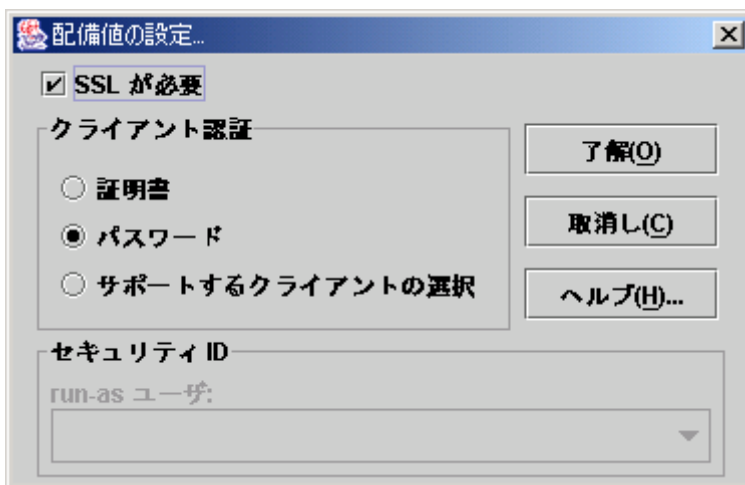 配備値の設定...
SSL が必要
クライアント認証
証明書
パスワード
サポートするクライアントの選択
了解(O)
取消し(C)
ヘルプ(H)...
セキュリティ ID
run-as ユーザ: